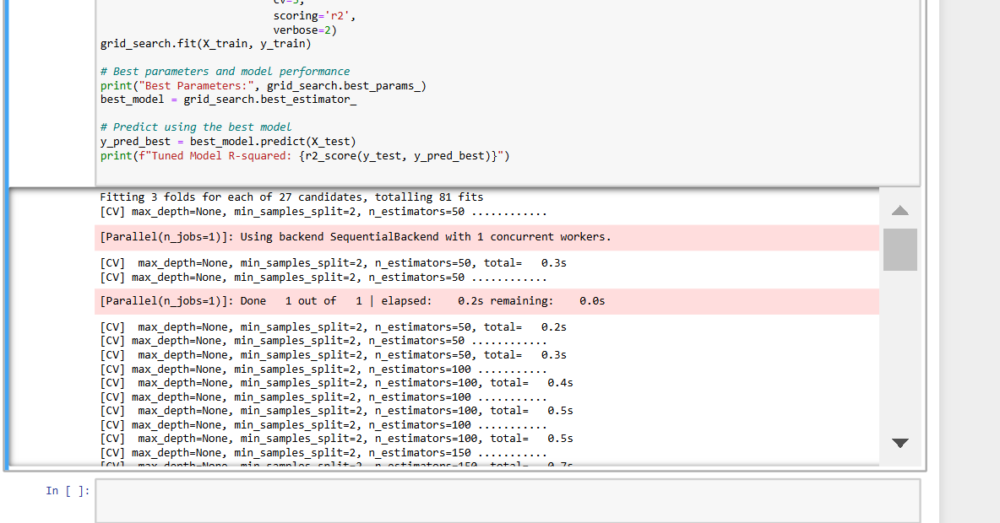 scoring='r2',
verbose=2)
grid_search.fit(X_train, y_train)
# Best parameters and model performance
print("Best Parameters:", grid_search.best_params_)
best_model = grid_search.best_estimator_
# Predict using the best model
y_pred_best = best_model.predict(X_test)
print(f"Tuned Model R-squared: {r2_score(y_test, y_pred_best)}")
Fitting 3 folds for each of 27 candidates, totalling 81 fits
[CV] max_depth=None, min_samples_split=2, n_estimators=50 ............
[Parallel(n_jobs=1)]: Using backend SequentialBackend with 1 concurrent workers.
[CV]  max_depth=None, min_samples_split=2, n_estimators=50, total=   0.3s
[CV] max_depth=None, min_samples_split=2, n_estimators=50 ............
[Parallel(n_jobs=1)]: Done   1 out of   1 | elapsed:    0.2s remaining:    0.0s
[CV]  max_depth=None, min_samples_split=2, n_estimators=50, total=   0.2s
[CV] max_depth=None, min_samples_split=2, n_estimators=50 ............
[CV]  max_depth=None, min_samples_split=2, n_estimators=50, total=   0.3s
[CV] max_depth=None, min_samples_split=2, n_estimators=100 ...........
[CV]  max_depth=None, min_samples_split=2, n_estimators=100, total=   0.4s
[CV] max_depth=None, min_samples_split=2, n_estimators=100 ...........
[CV]  max_depth=None, min_samples_split=2, n_estimators=100, total=   0.5s
[CV] max_depth=None, min_samples_split=2, n_estimators=100 ...........
[CV]  max_depth=None, min_samples_split=2, n_estimators=100, total=   0.5s
[CV] max_depth=None, min_samples_split=2, n_estimators=150 ...........
[CV]  max_depth=None, min_samples_split=2, n_estimators=150, total=   0.7s
In [ ]: